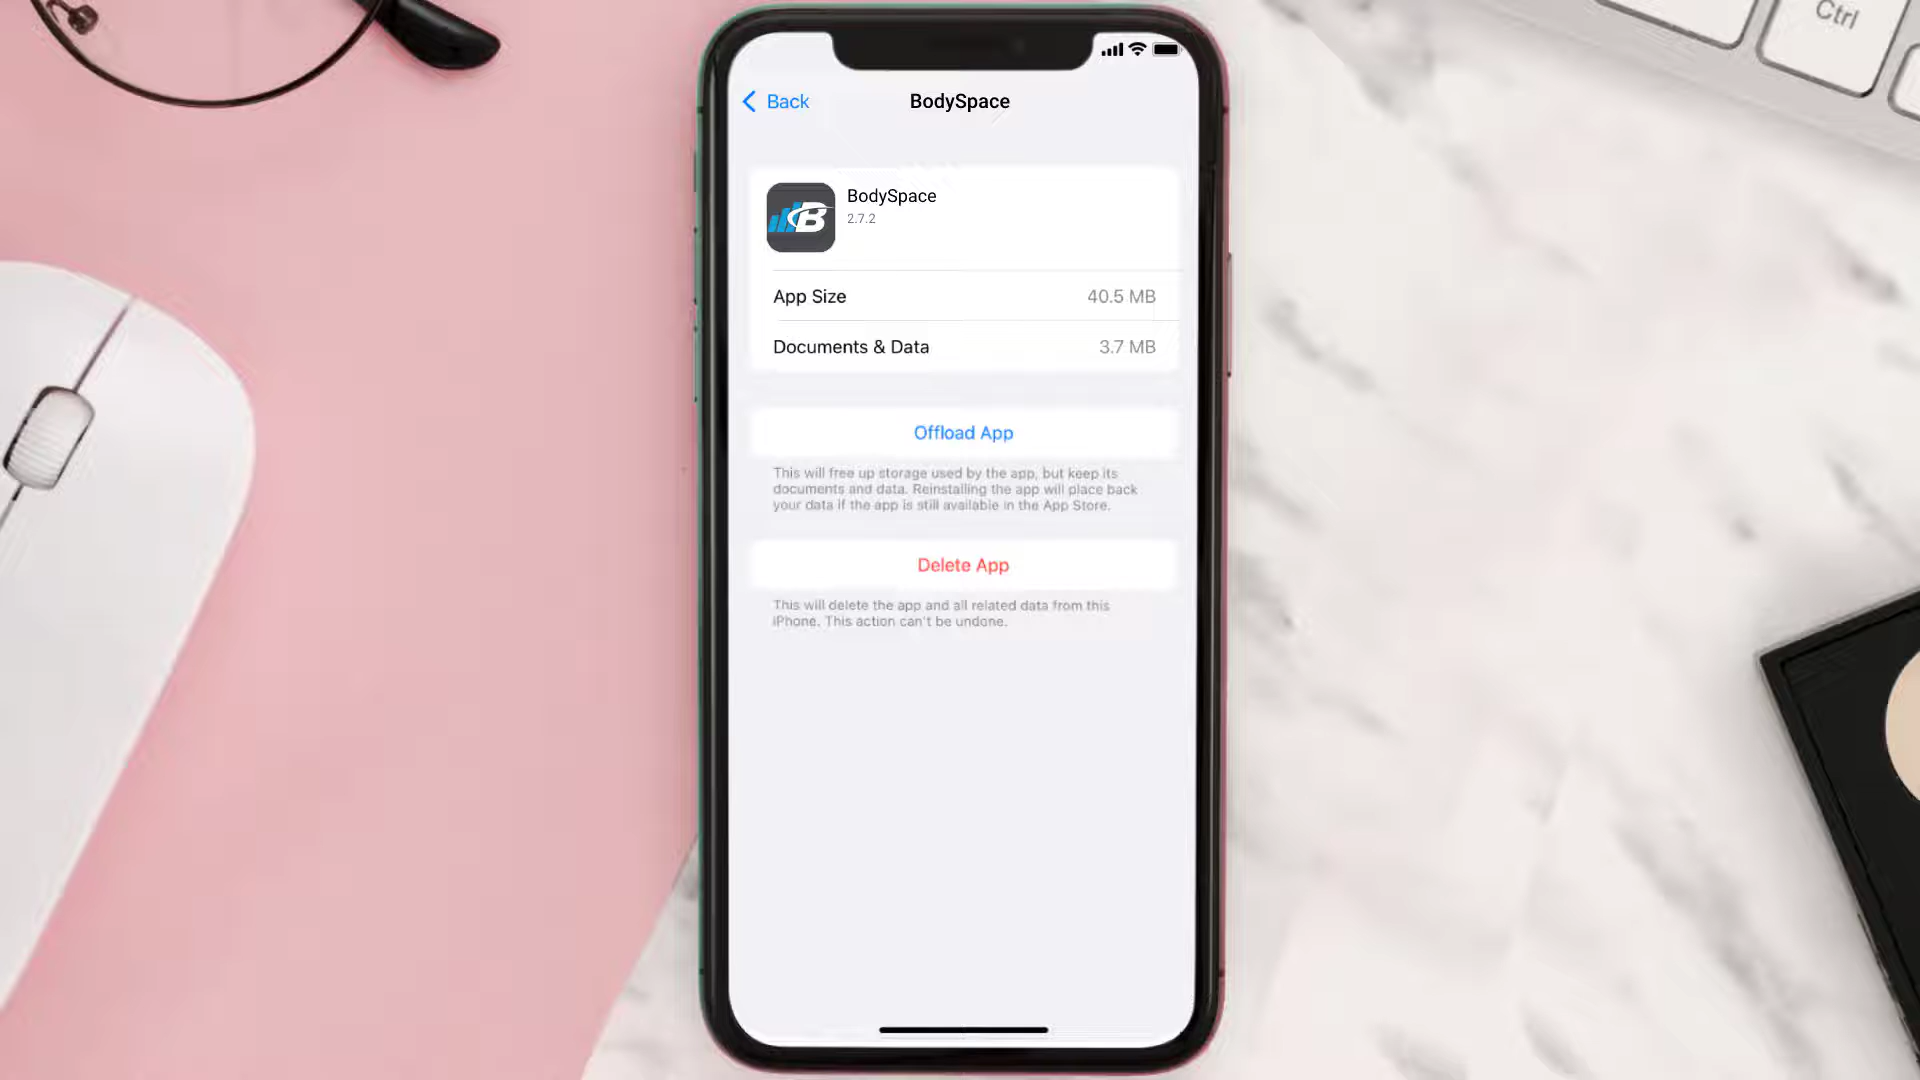 Ctrl
Back
BodySpace
B
BodySpace
2.7.2
App Size
40.5 MB
Documents & Data
3.7 MB
Offload App
This will free up storage used by the app, but keep its
documents and data. Reinstalling the app will place back
your data if the app is still available in the App Store.
Delete App
This will delete the app and all related data from this
iPhone. This action can't be undone.